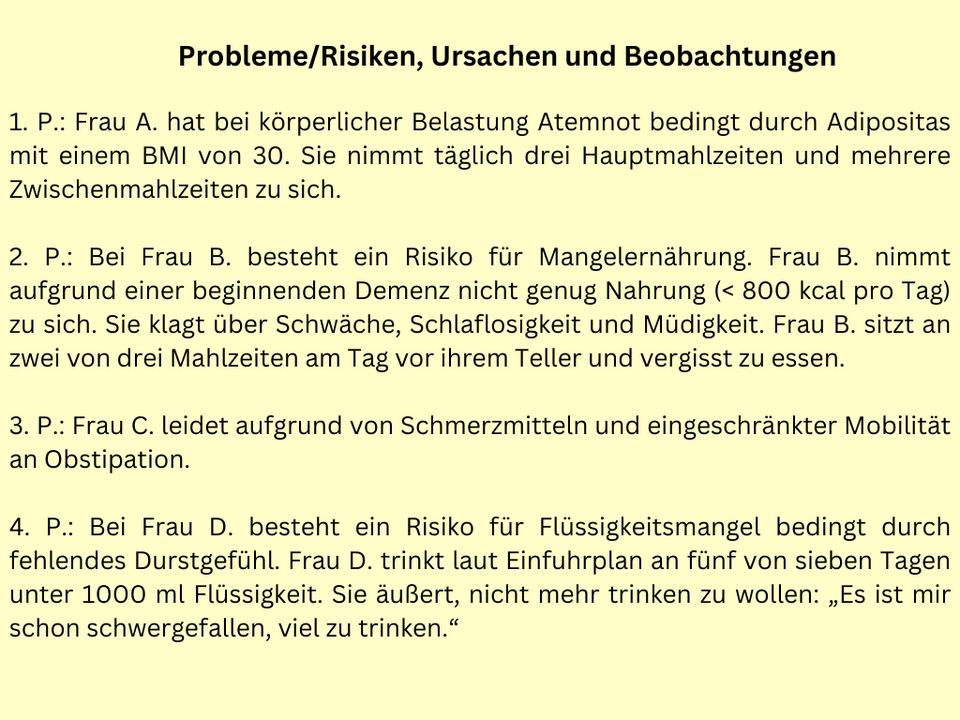 Probleme/Risiken, Ursachen und Beobachtungen
1. P.: Frau A. hat bei körperlicher Belastung Atemnot bedingt durch Adipositas
mit einem BMI von 30. Sie nimmt täglich drei Hauptmahlzeiten und mehrere
Zwischenmahlzeiten zu sich.
2. P.: Bei Frau B. besteht ein Risiko für Mangelernährung. Frau B. nimmt
aufgrund einer beginnenden Demenz nicht genug Nahrung (< 800 kcal pro Tag)
zu sich. Sie klagt über Schwäche, Schlaflosigkeit und Müdigkeit. Frau B. sitzt an
zwei von drei Mahlzeiten am Tag vor ihrem Teller und vergisst zu essen.
3. P.: Frau C. leidet aufgrund von Schmerzmitteln und eingeschränkter Mobilität
an Obstipation.
4. P.: Bei Frau D. besteht ein Risiko für Flüssigkeitsmangel bedingt durch
fehlendes Durstgefühl. Frau D. trinkt laut Einfuhrplan an fünf von sieben Tagen
unter 1000 ml Flüssigkeit. Sie äußert, nicht mehr trinken zu wollen: „Es ist mir
schon schwergefallen, viel zu trinken.“